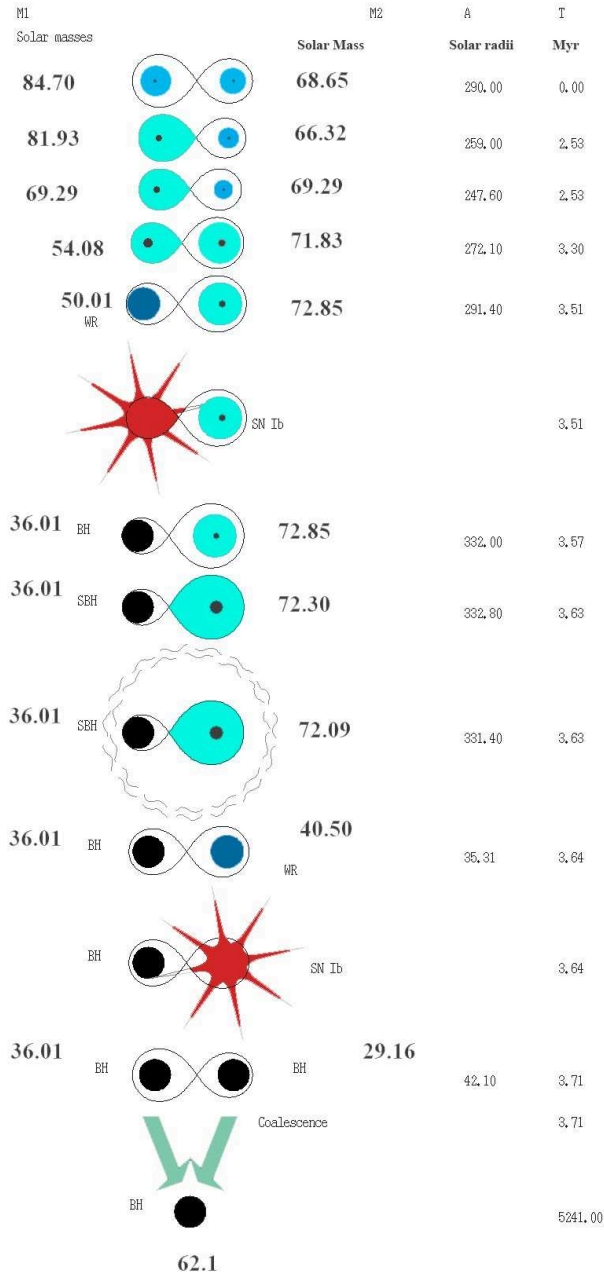 M1 M2 A T
Solar masses Solar Mass Solar radii Myr
84.70 68.65 290.00 0.00
81.93 66.32 259.00 2.53
69.29 69.29 247.60 2.53
54.08 71.83 272.10 3.30
50.01 72.85 291.40 3.51
WR
SN Ib 3.51
36.01 BH 72.85 332.00 3.57
36.01 SBH 72.30 332.80 3.63
36.01 SBH 72.09 331.40 3.63
36.01 BH 40.50 35.31 3.64
WR
BH SN Ib 3.64
36.01 BH BH 29.16 42.10 3.71
Coalescence 3.71
BH 5241.00
62.1